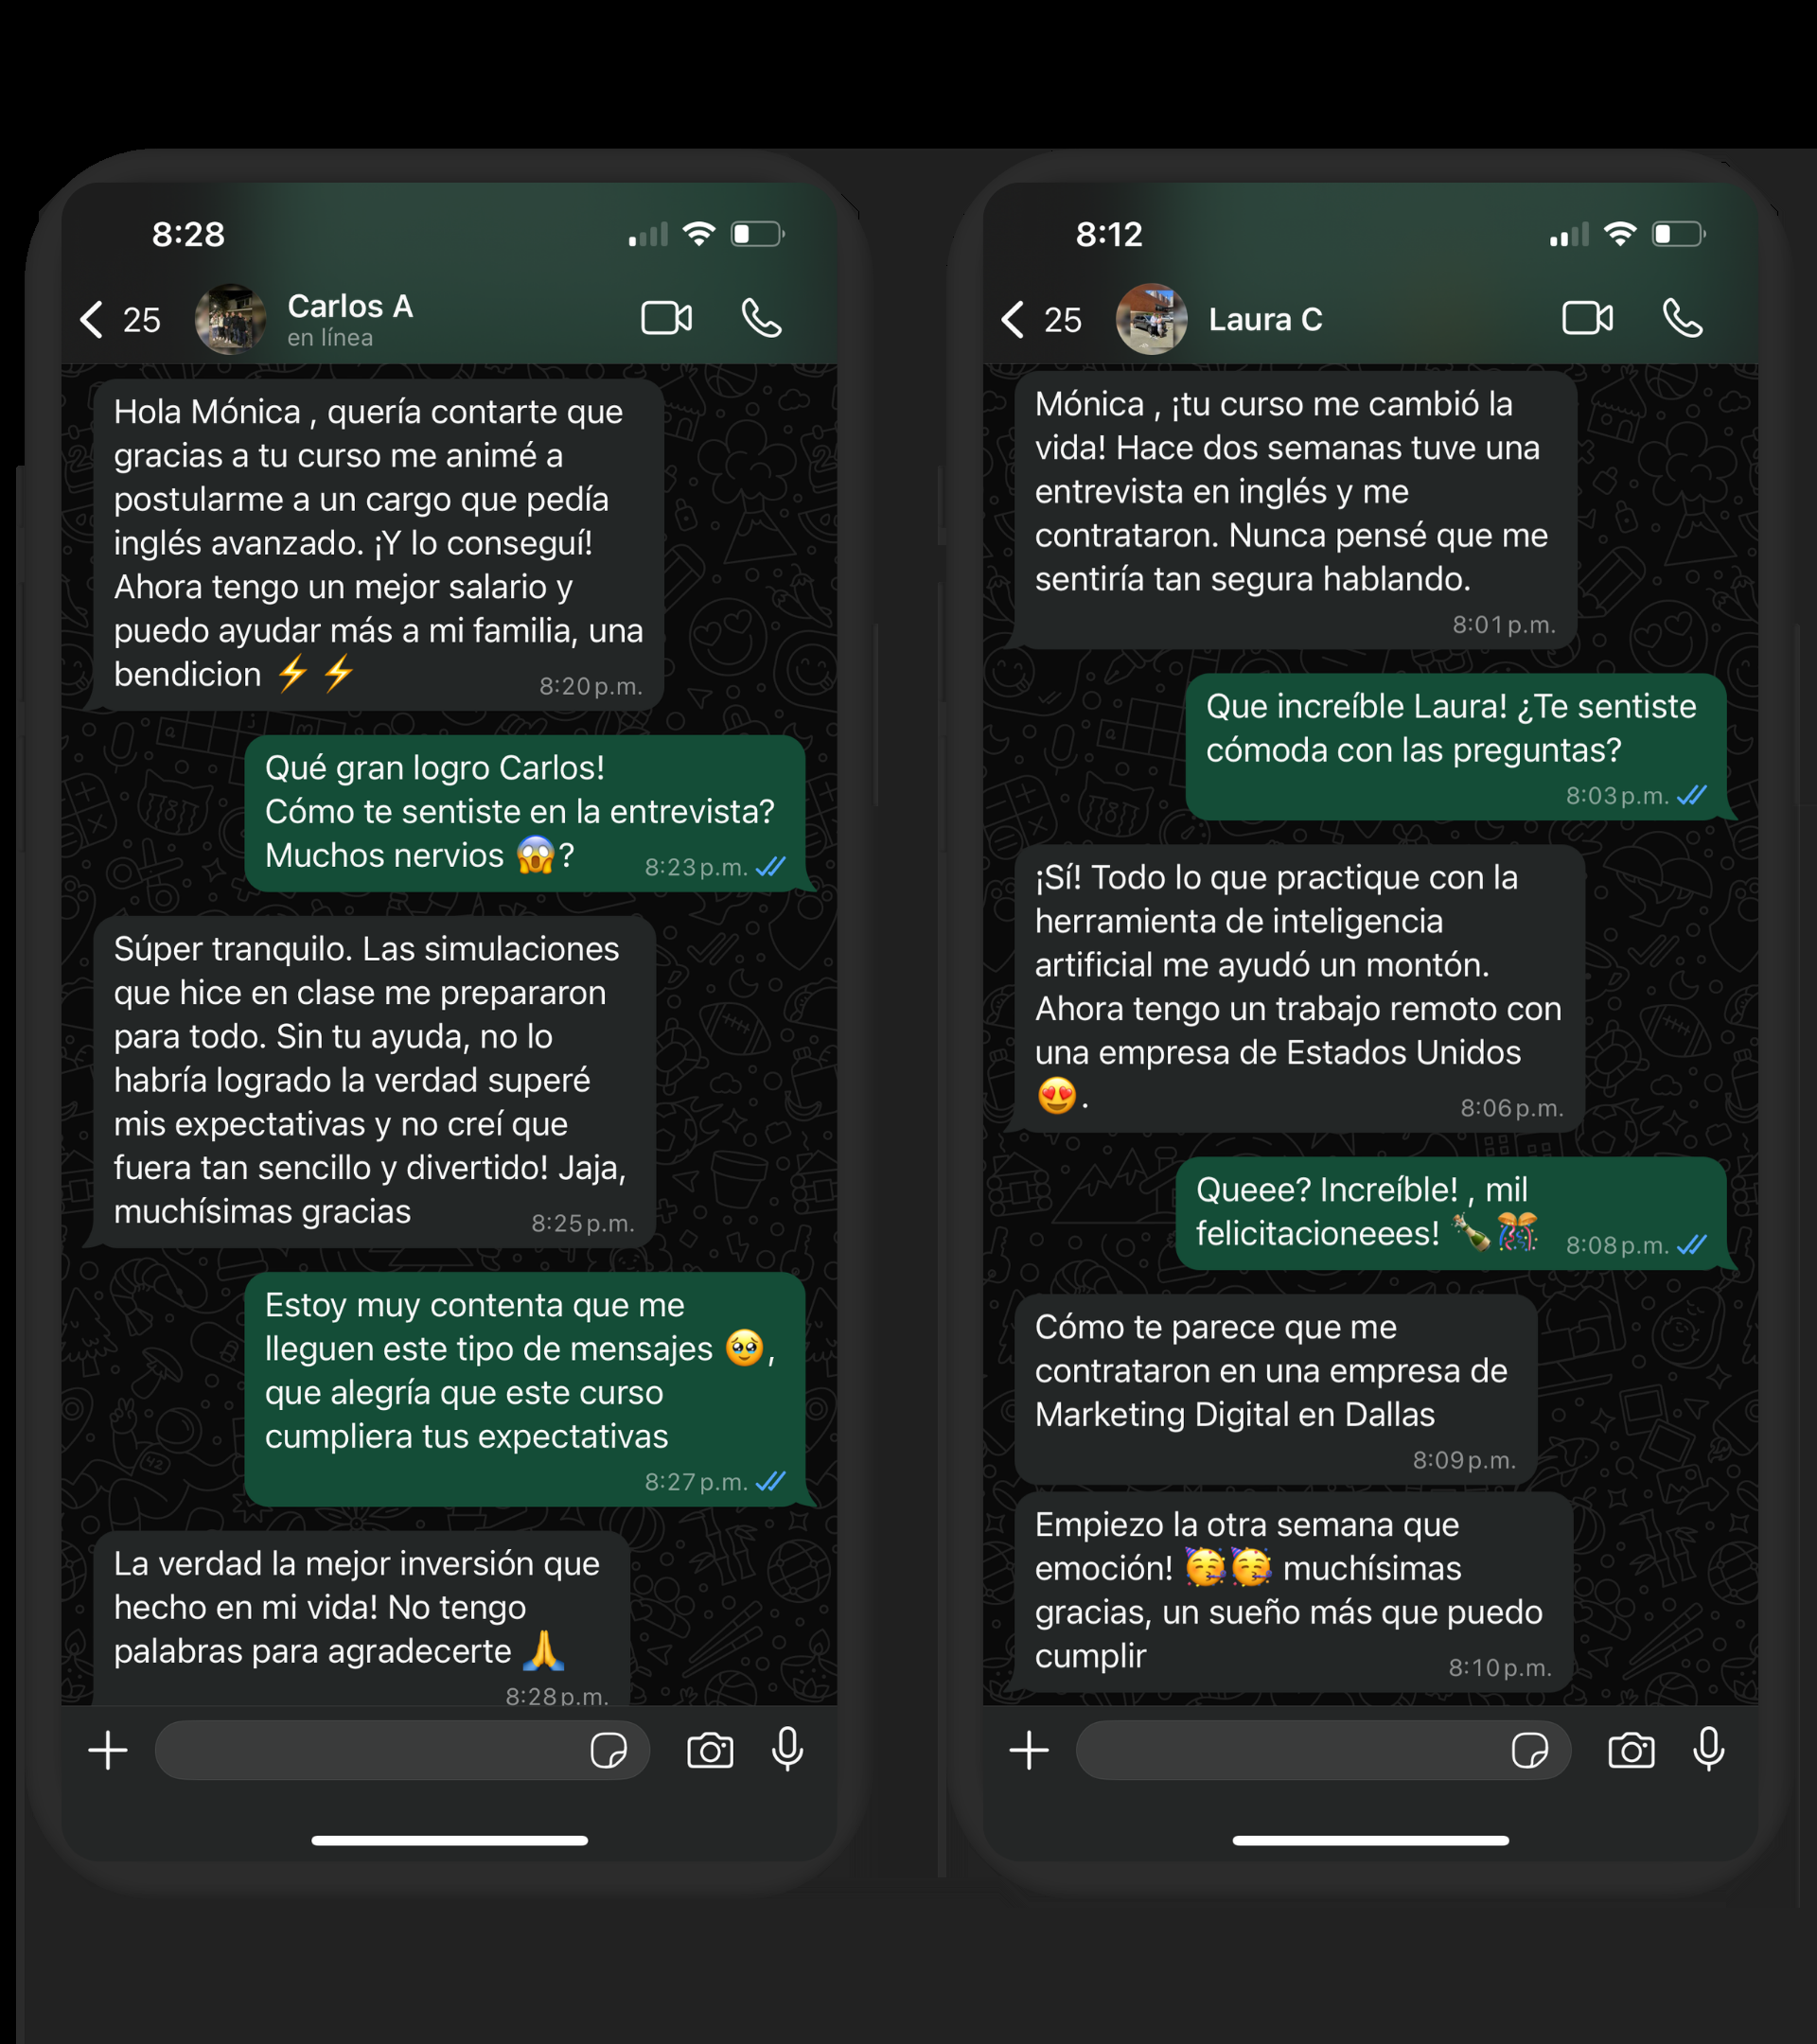 8:28
25
Carlos A
en línea
Hola Mónica , quería contarte que
gracias a tu curso me animé a
postularme a un cargo que pedía
inglés avanzado. ¡Y lo conseguí!
Ahora tengo un mejor salario y
puedo ayudar más a mi familia, una
bendicion ⚡⚡ 8:20 p.m.
Qué gran logro Carlos!
Cómo te sentiste en la entrevista?
Muchos nervios 😱? 8:23 p.m.
Súper tranquilo. Las simulaciones
que hice en clase me prepararon
para todo. Sin tu ayuda, no lo
habría logrado la verdad superé
mis expectativas y no creí que
fuera tan sencillo y divertido! Jaja,
muchísimas gracias 8:25 p.m.
Estoy muy contenta que me
lleguen este tipo de mensajes 🥹,
que alegría que este curso
cumpliera tus expectativas
8:27 p.m.
La verdad la mejor inversión que
hecho en mi vida! No tengo
palabras para agradecerte 🙏
8:28 p.m.
8:12
25
Laura C
Mónica , ¡tu curso me cambió la
vida! Hace dos semanas tuve una
entrevista en inglés y me
contrataron. Nunca pensé que me
sentiría tan segura hablando.
8:01 p.m.
Que increíble Laura! ¿Te sentiste
cómoda con las preguntas?
8:03 p.m.
¡Sí! Todo lo que practique con la
herramienta de inteligencia
artificial me ayudó un montón.
Ahora tengo un trabajo remoto con
una empresa de Estados Unidos
😍. 8:06 p.m.
Queee? Increíble! , mil
felicitacioneees! 🍾🎊 8:08 p.m.
Cómo te parece que me
contrataron en una empresa de
Marketing Digital en Dallas
8:09 p.m.
Empiezo la otra semana que
emoción! 🥳🥳 muchísimas
gracias, un sueño más que puedo
cumplir 8:10 p.m.